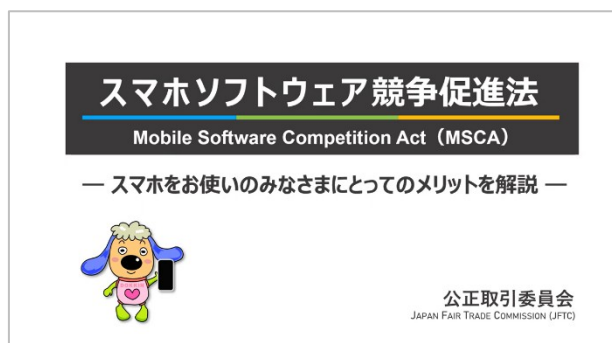 スマホソフトウェア競争促進法
Mobile Software Competition Act（MSCA）
― スマホをお使いのみなさまにとってのメリットを解説 ―
公正取引委員会
JAPAN FAIR TRADE COMMISSION (JFTC)